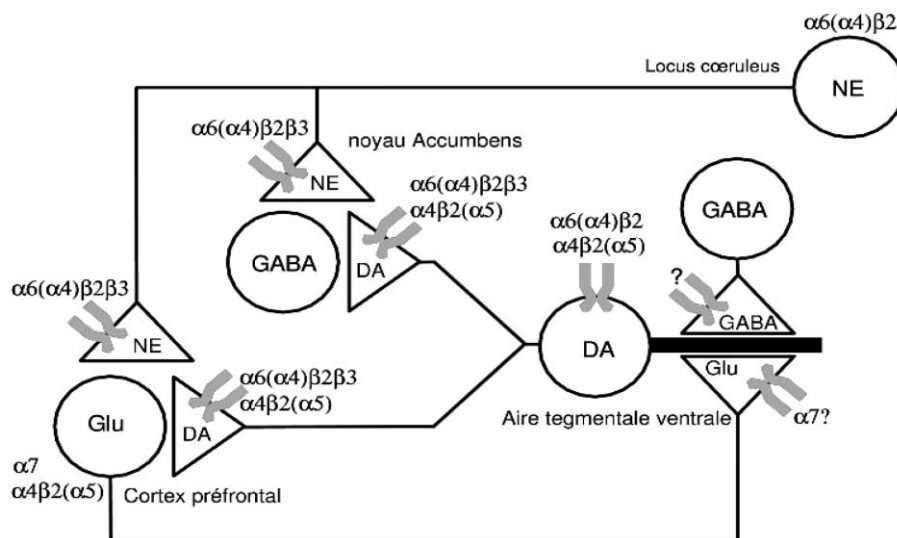 α6(α4)β2
Locus cœruleus
NE
α6(α4)β2β3
noyau Accumbens
NE
α6(α4)β2β3
α4β2(α5)
GABA
DA
GABA
α6(α4)β2
α4β2(α5)
?
GABA
DA
Glu
α7?
Aire tegmentale ventrale
α6(α4)β2β3
NE
α6(α4)β2β3
α4β2(α5)
Glu
DA
α7
α4β2(α5)
Cortex préfrontal